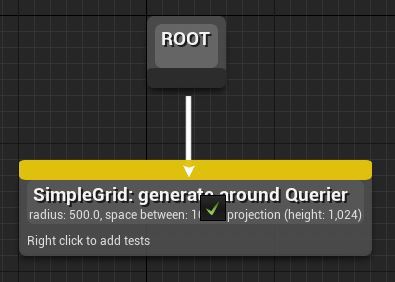 ROOT
SimpleGrid: generate around Querier
radius: 500.0, space between: projection (height: 1,024)
Right click to add tests